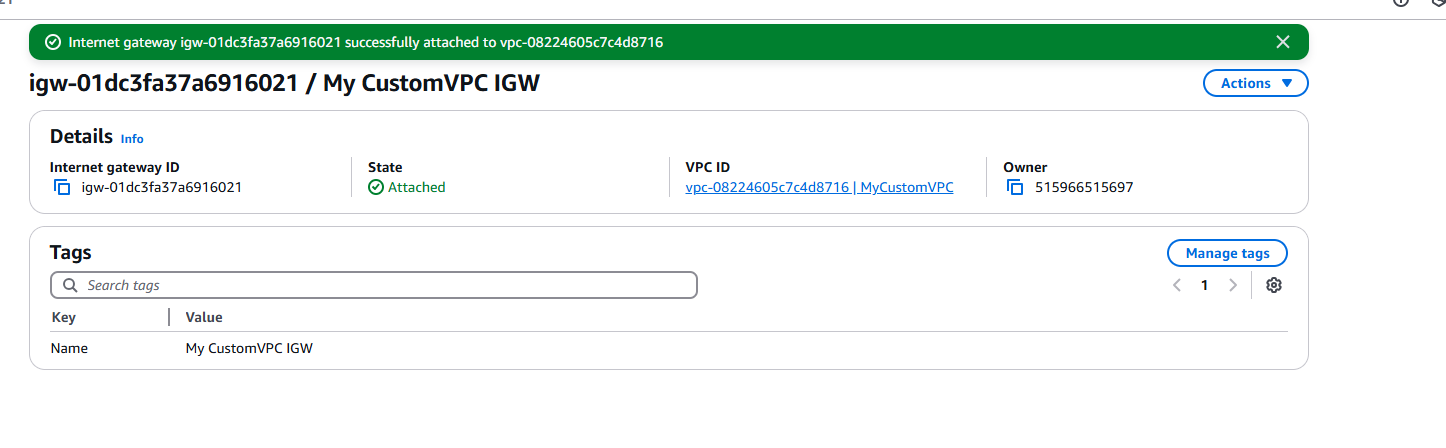 Internet gateway igw-01dc3fa37a6916021 successfully attached to vpc-08224605c7c4d8716
igw-01dc3fa37a6916021 / My CustomVPC IGW
Actions
Details Info
Internet gateway ID
igw-01dc3fa37a6916021
State
Attached
VPC ID
vpc-08224605c7c4d8716 | MyCustomVPC
Owner
515966515697
Tags
Manage tags
Search tags
1
Key Value
Name My CustomVPC IGW